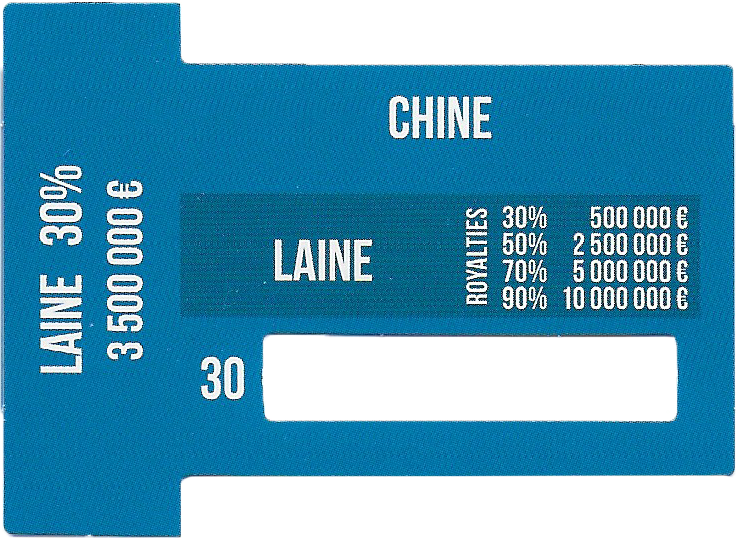 LAINE 30%
3 500 000 €
CHINE
LAINE
ROYALTIES
30% 500 000 €
50% 2 500 000 €
70% 5 000 000 €
90% 10 000 000 €
30